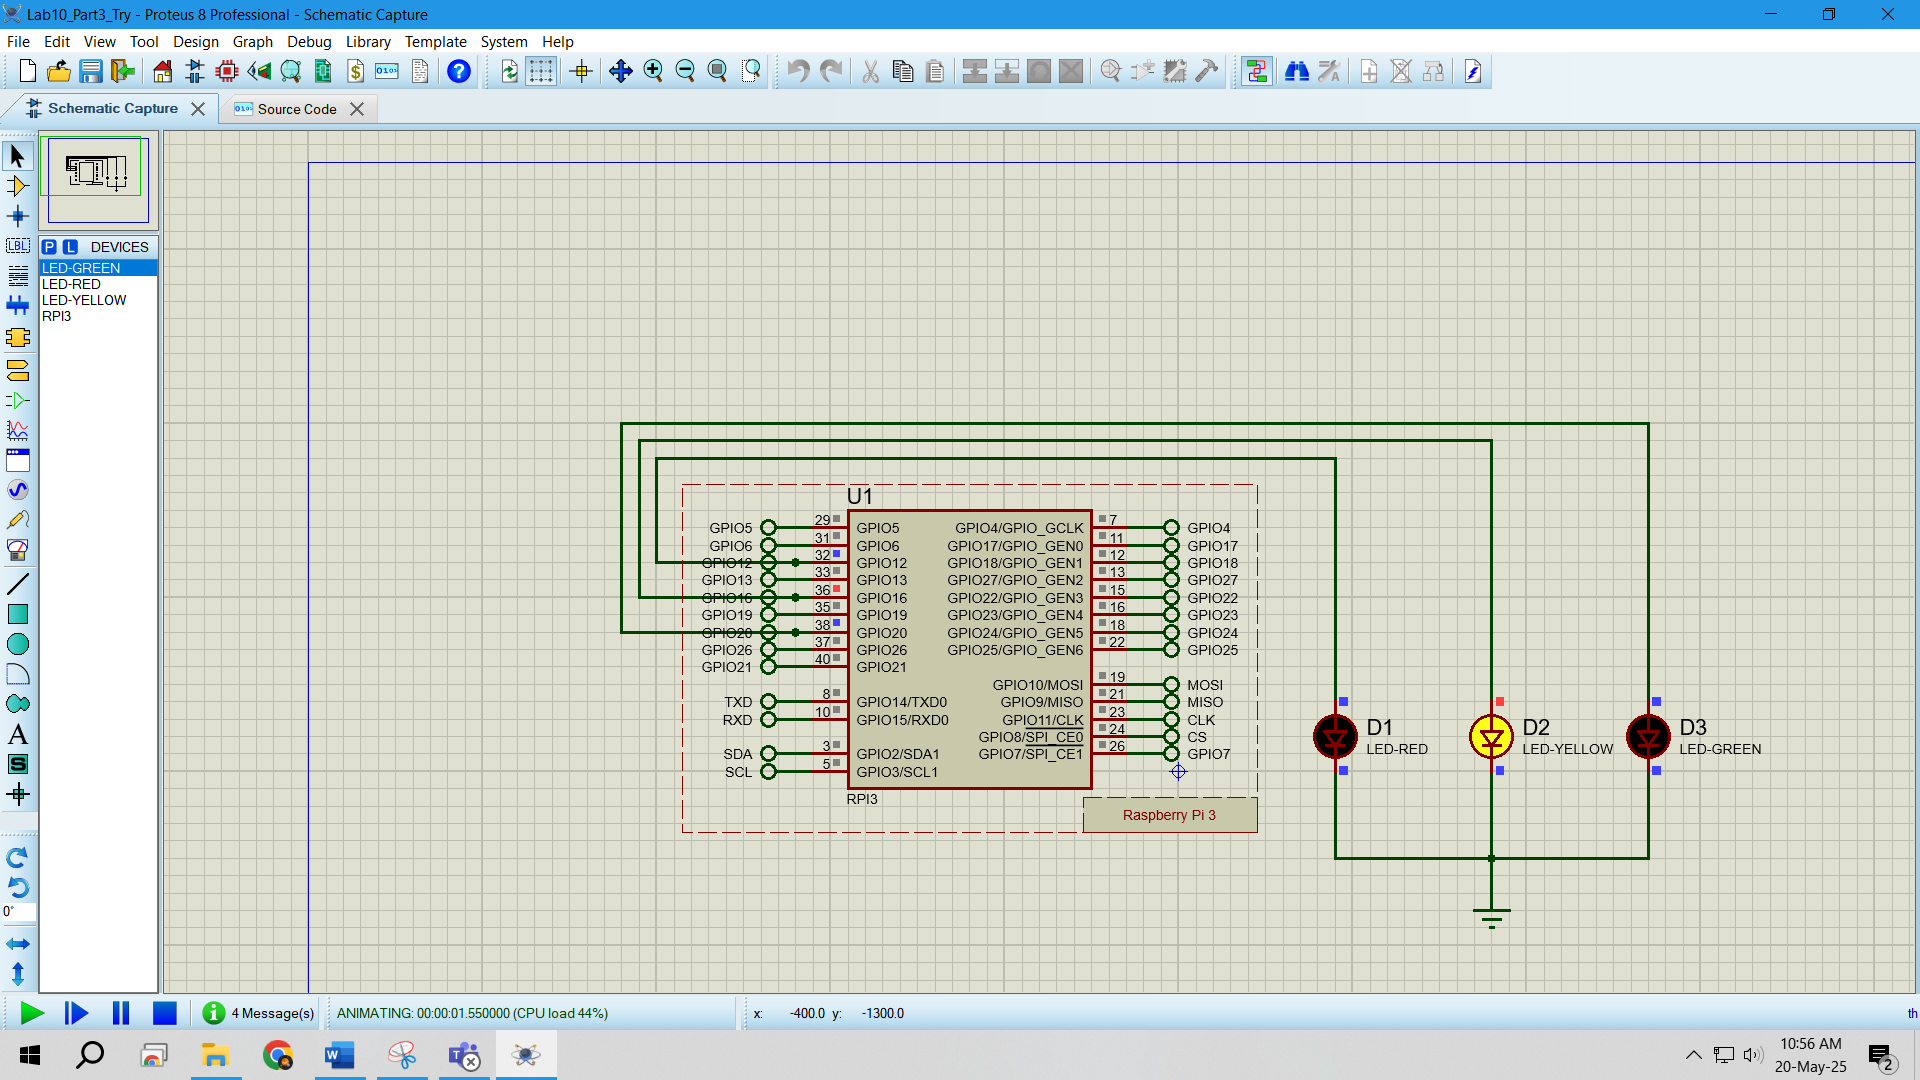 Lab10_Part3_Try - Proteus 8 Professional - Schematic Capture
File Edit View Tool Design Graph Debug Library Template System Help
Schematic Capture
Source Code
P L DEVICES
LED-GREEN
LED-RED
LED-YELLOW
RPI3
LBL
A
S
0°
U1
GPIO5 29 GPIO5 GPIO4/GPIO_GCLK 7 GPIO4
GPIO6 31 GPIO6 GPIO17/GPIO_GEN0 11 GPIO17
GPIO12 32 GPIO12 GPIO18/GPIO_GEN1 12 GPIO18
GPIO13 33 GPIO13 GPIO27/GPIO_GEN2 13 GPIO27
GPIO16 36 GPIO16 GPIO22/GPIO_GEN3 15 GPIO22
GPIO19 35 GPIO19 GPIO23/GPIO_GEN4 16 GPIO23
GPIO20 38 GPIO20 GPIO24/GPIO_GEN5 18 GPIO24
GPIO26 37 GPIO26 GPIO25/GPIO_GEN6 22 GPIO25
GPIO21 40 GPIO21
GPIO10/MOSI 19 MOSI
TXD 8 GPIO14/TXD0 GPIO9/MISO 21 MISO
RXD 10 GPIO15/RXD0 GPIO11/CLK 23 CLK
GPIO8/SPI_CE0 24 CS
SDA 3 GPIO2/SDA1 GPIO7/SPI_CE1 26 GPIO7
SCL 5 GPIO3/SCL1
RPI3
Raspberry Pi 3
D1
LED-RED
D2
LED-YELLOW
D3
LED-GREEN
4 Message(s) ANIMATING: 00:00:01.550000 (CPU load 44%) x: -400.0 y: -1300.0 th
10:56 AM
20-May-25
2